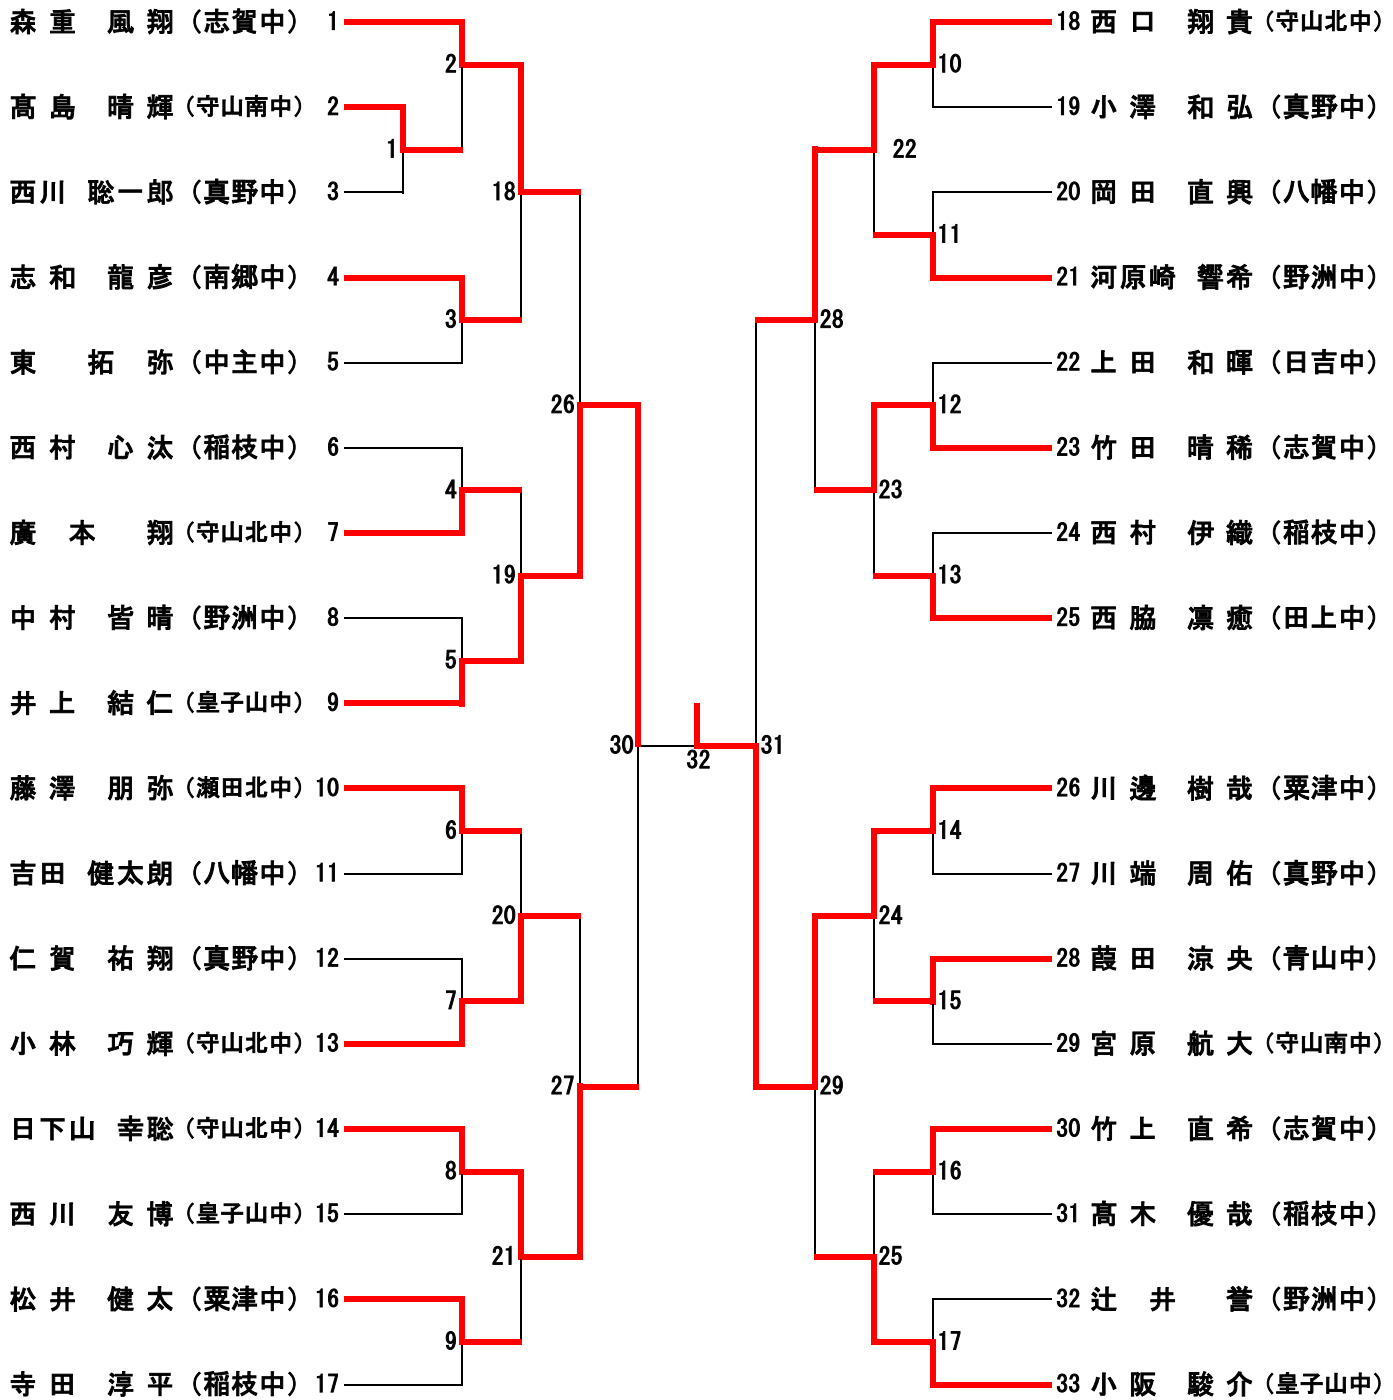 森重 風翔 (志賀中) 1
髙島 晴輝 (守山南中) 2
西川 聡一郎 (真野中) 3
志和 龍彦 (南郷中) 4
東 拓弥 (中主中) 5
西村 心汰 (稲枝中) 6
廣本 翔 (守山北中) 7
中村 皆晴 (野洲中) 8
井上 結仁 (皇子山中) 9
藤澤 朋弥 (瀬田北中) 10
吉田 健太朗 (八幡中) 11
仁賀 祐翔 (真野中) 12
小林 巧輝 (守山北中) 13
日下山 幸聡 (守山北中) 14
西川 友博 (皇子山中) 15
松井 健太 (粟津中) 16
寺田 淳平 (稲枝中) 17
2
1
18
3
26
4
19
5
30
6
20
7
27
8
21
9
32
10
22
11
28
12
23
13
31
14
24
15
29
16
25
17
18 西口 翔貴 (守山北中)
19 小澤 和弘 (真野中)
20 岡田 直興 (八幡中)
21 河原崎 響希 (野洲中)
22 上田 和暉 (日吉中)
23 竹田 晴稀 (志賀中)
24 西村 伊織 (稲枝中)
25 西脇 凛癒 (田上中)
26 川邊 樹哉 (粟津中)
27 川端 周佑 (真野中)
28 葭田 涼央 (青山中)
29 宮原 航大 (守山南中)
30 竹上 直希 (志賀中)
31 髙木 優哉 (稲枝中)
32 辻井 誉 (野洲中)
33 小阪 駿介 (皇子山中)